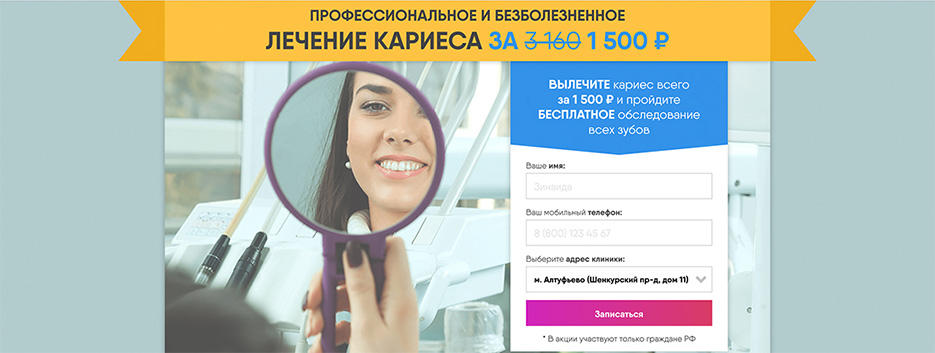 ПРОФЕССИОНАЛЬНОЕ И БЕЗБОЛЕЗНЕННОЕ
ЛЕЧЕНИЕ КАРИЕСА ЗА 3 160 1 500 ₽
ВЫЛЕЧИТЕ кариес всего
за 1 500 ₽ и пройдите
БЕСПЛАТНОЕ обследование
всех зубов
Ваше имя:
Зинаида
Ваш мобильный телефон:
8 (800) 123 45 67
Выберите адрес клиники:
м. Алтуфьево (Шенкурский пр-д, дом 11)
Записаться
* В акции участвуют только граждане РФ